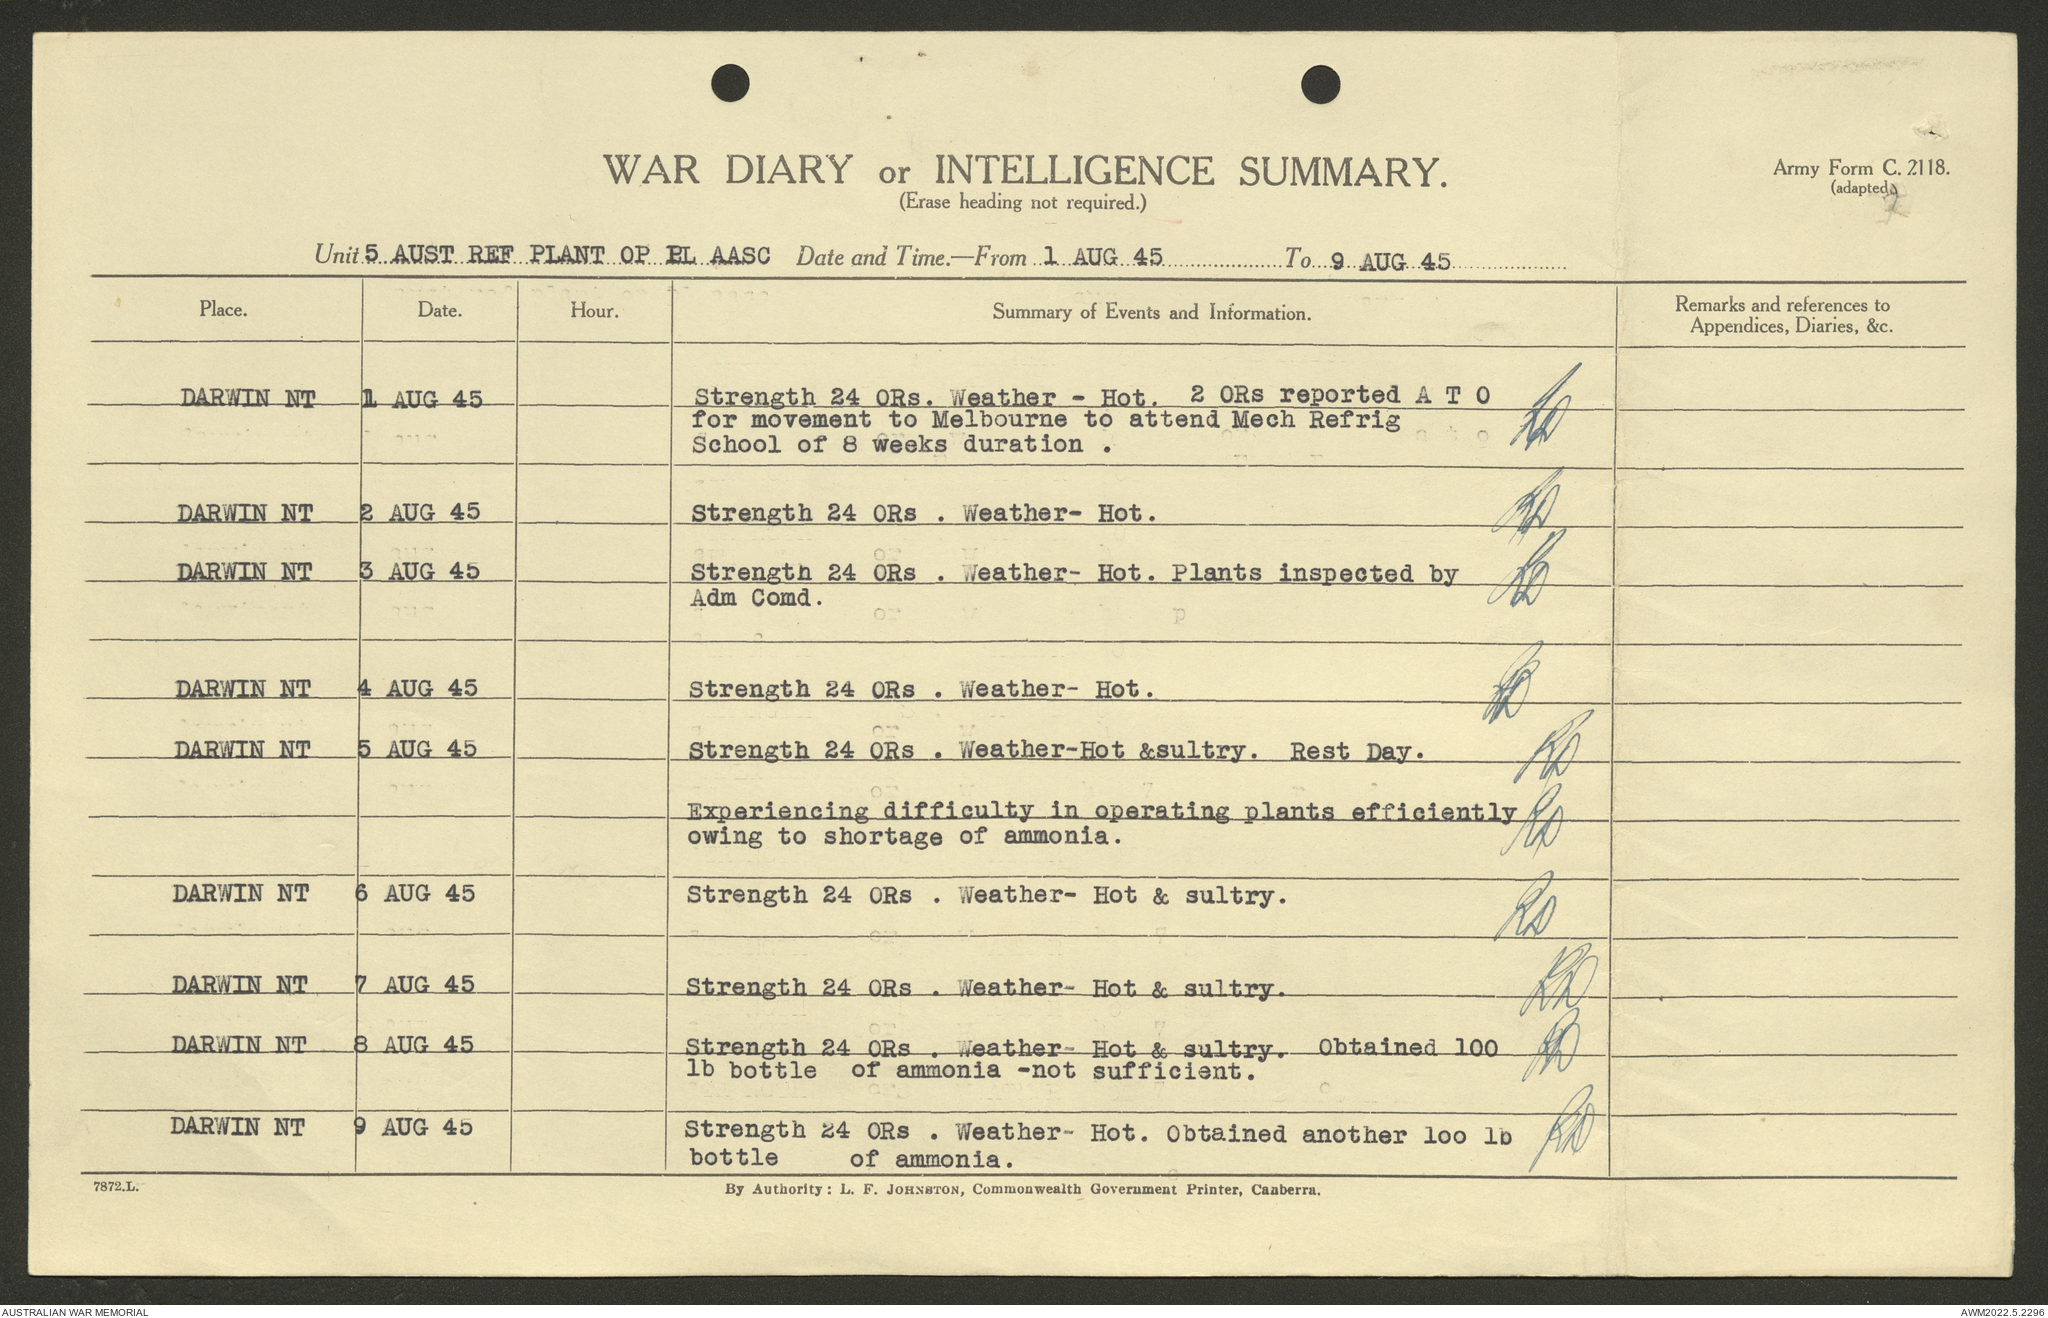 WAR DIARY or INTELLIGENCE SUMMARY.
(Erase heading not required.)
Army Form C. 2118.
(adapted)
Unit 5 AUST REF PLANT OP PL AASC Date and Time.—From 1 AUG 45 To 9 AUG 45
Place. Date. Hour. Summary of Events and Information. Remarks and references to
Appendices, Diaries, &c.
DARWIN NT 1 AUG 45 Strength 24 ORs. Weather - Hot. 2 ORs reported A T O
for movement to Melbourne to attend Mech Refrig
School of 8 weeks duration .
DARWIN NT 2 AUG 45 Strength 24 ORs . Weather- Hot.
DARWIN NT 3 AUG 45 Strength 24 ORs . Weather- Hot. Plants inspected by
Adm Comd.
DARWIN NT 4 AUG 45 Strength 24 ORs . Weather- Hot.
DARWIN NT 5 AUG 45 Strength 24 ORs . Weather-Hot &sultry. Rest Day.
Experiencing difficulty in operating plants efficiently
owing to shortage of ammonia.
DARWIN NT 6 AUG 45 Strength 24 ORs . Weather- Hot & sultry.
DARWIN NT 7 AUG 45 Strength 24 ORs . Weather- Hot & sultry.
DARWIN NT 8 AUG 45 Strength 24 ORs . Weather- Hot & sultry. Obtained 100
lb bottle of ammonia -not sufficient.
DARWIN NT 9 AUG 45 Strength 24 ORs . Weather- Hot. Obtained another loo lb
bottle of ammonia.
7872.L.
By Authority: L. F. JOHNSTON, Commonwealth Government Printer, Canberra.
AUSTRALIAN WAR MEMORIAL
AWM2022.5.2296